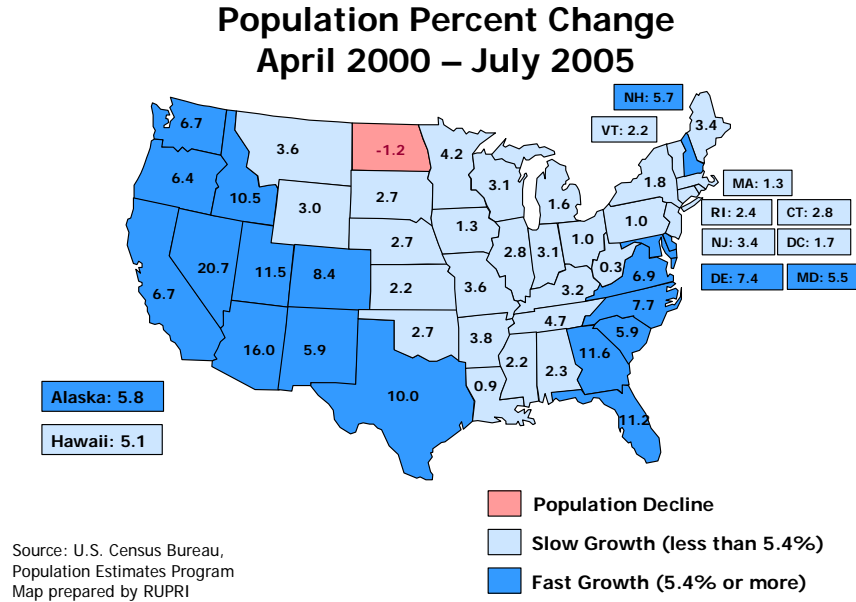 Population Percent Change
April 2000 – July 2005
NH: 5.7
VT: 2.2
3.4
6.7
3.6
-1.2
4.2
6.4
10.5
3.0
2.7
3.1
1.6
1.8
MA: 1.3
RI: 2.4
CT: 2.8
1.3
1.0
1.0
NJ: 3.4
DC: 1.7
2.7
2.8
3.1
0.3
6.9
DE: 7.4
MD: 5.5
6.7
20.7
11.5
8.4
2.2
3.6
3.2
7.7
4.7
16.0
5.9
2.7
3.8
5.9
11.6
2.2
2.3
0.9
10.0
11.2
Alaska: 5.8
Hawaii: 5.1
Population Decline
Slow Growth (less than 5.4%)
Fast Growth (5.4% or more)
Source: U.S. Census Bureau,
Population Estimates Program
Map prepared by RUPRI